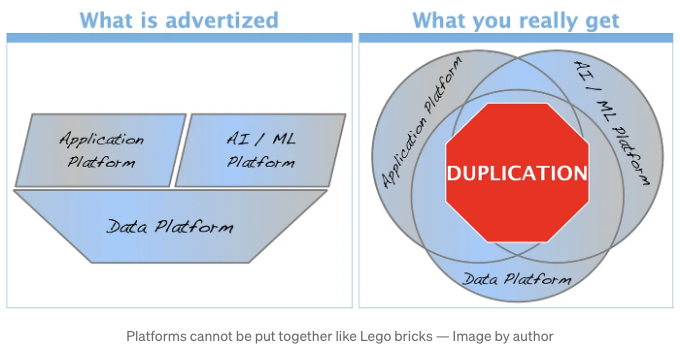 What is advertized
What you really get
Application
Platform
AI / ML
Platform
Data Platform
Application Platform
AI / ML Platform
DUPLICATION
Data Platform
Platforms cannot be put together like Lego bricks — Image by author